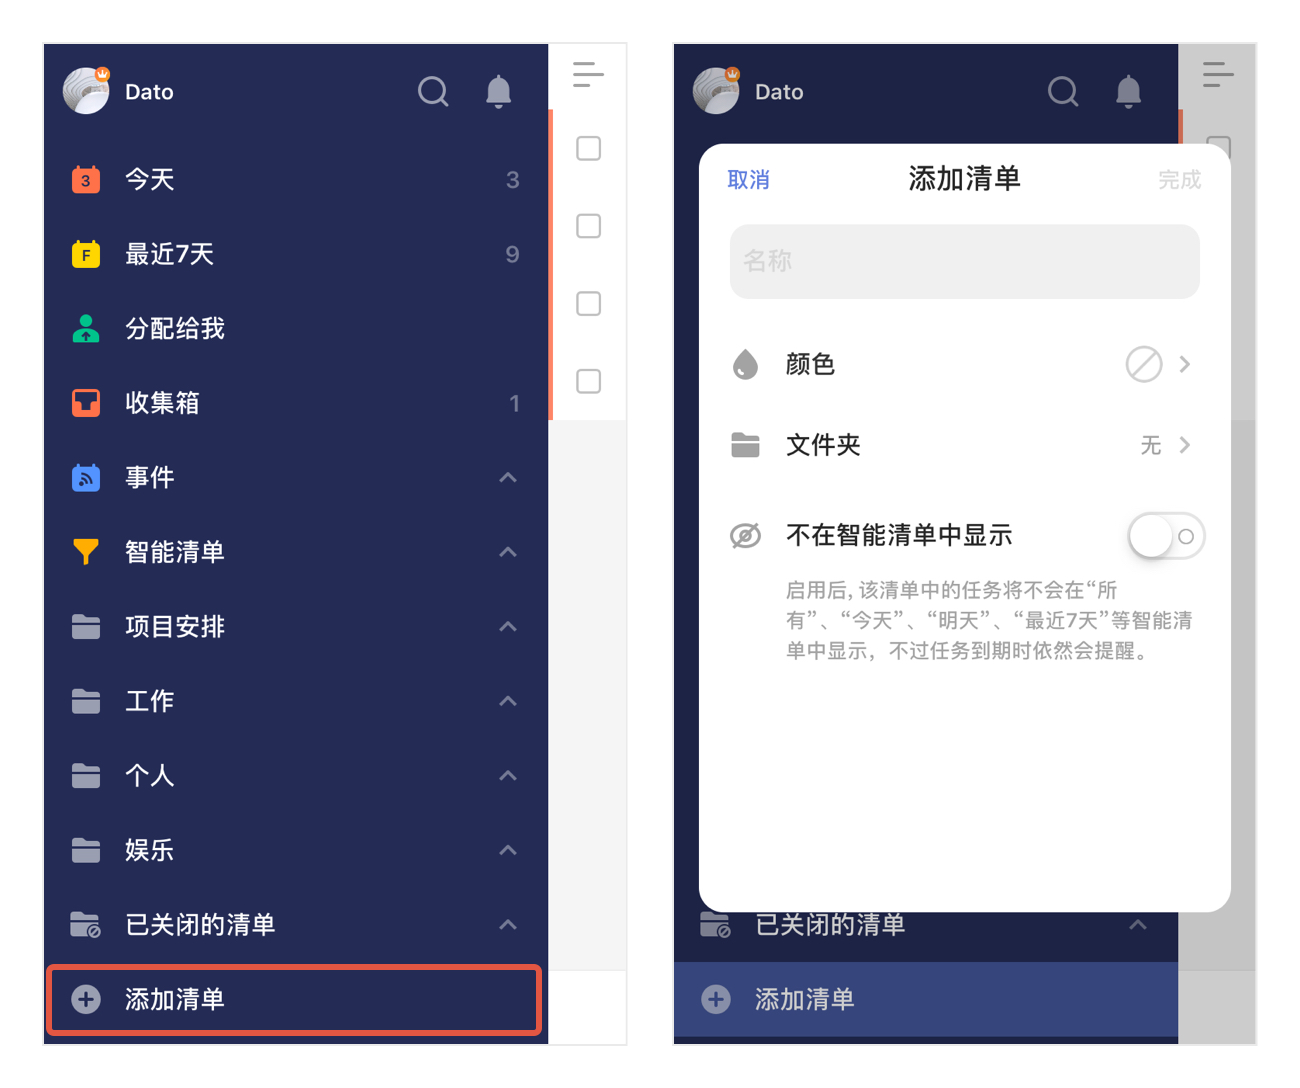 Dato
3
今天
3
F
最近7天
9
分配给我
收集箱
1
事件
智能清单
项目安排
工作
个人
娱乐
已关闭的清单
添加清单
Dato
取消
添加清单
完成
名称
颜色
文件夹
无
不在智能清单中显示
启用后, 该清单中的任务将不会在“所
有”、“今天”、“明天”、“最近7天”等智能清
单中显示，不过任务到期时依然会提醒。
已关闭的清单
添加清单